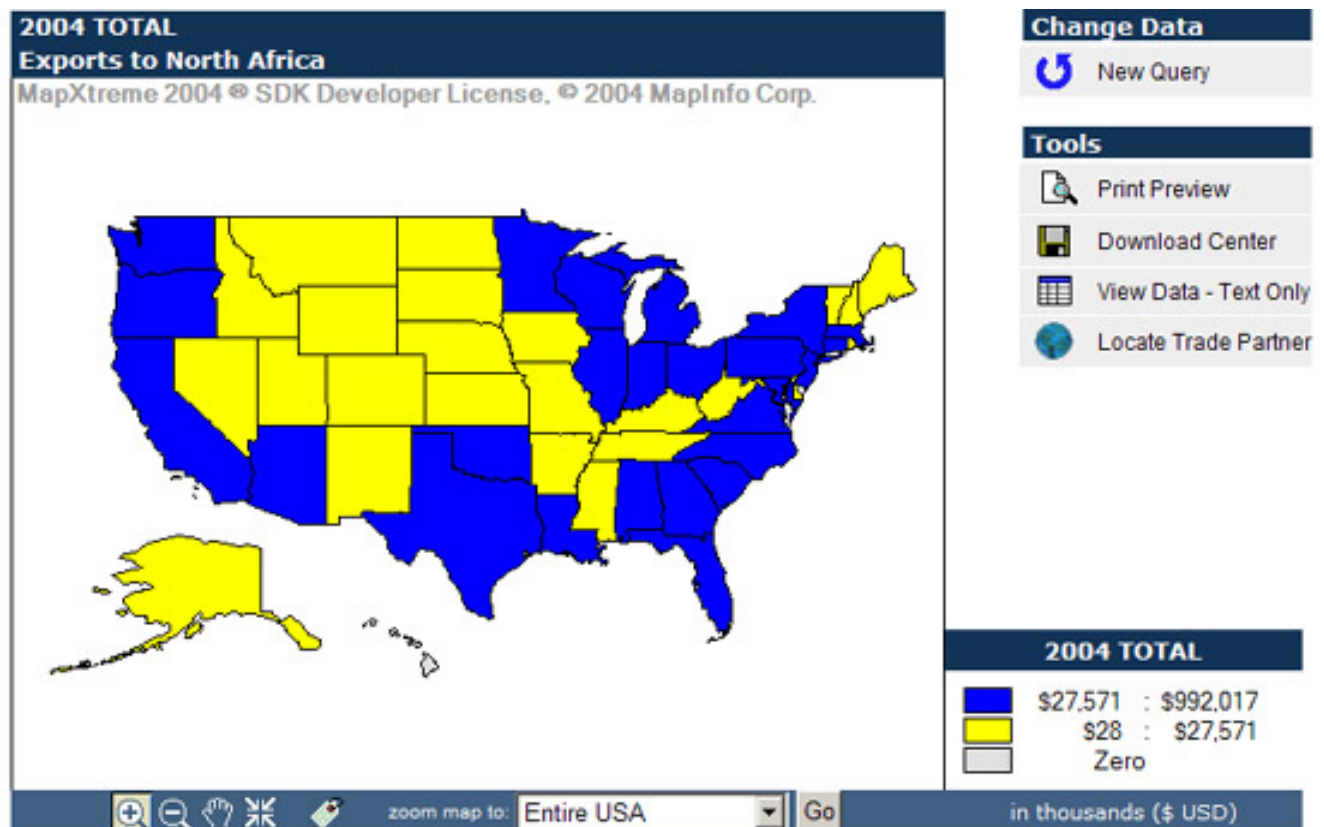 2004 TOTAL
Exports to North Africa
MapXtreme 2004 ® SDK Developer License, © 2004 MapInfo Corp.
Change Data
New Query
Tools
Print Preview
Download Center
View Data - Text Only
Locate Trade Partner
2004 TOTAL
$27,571 : $992,017
$28 : $27,571
Zero
zoom map to: Entire USA Go
in thousands ($ USD)